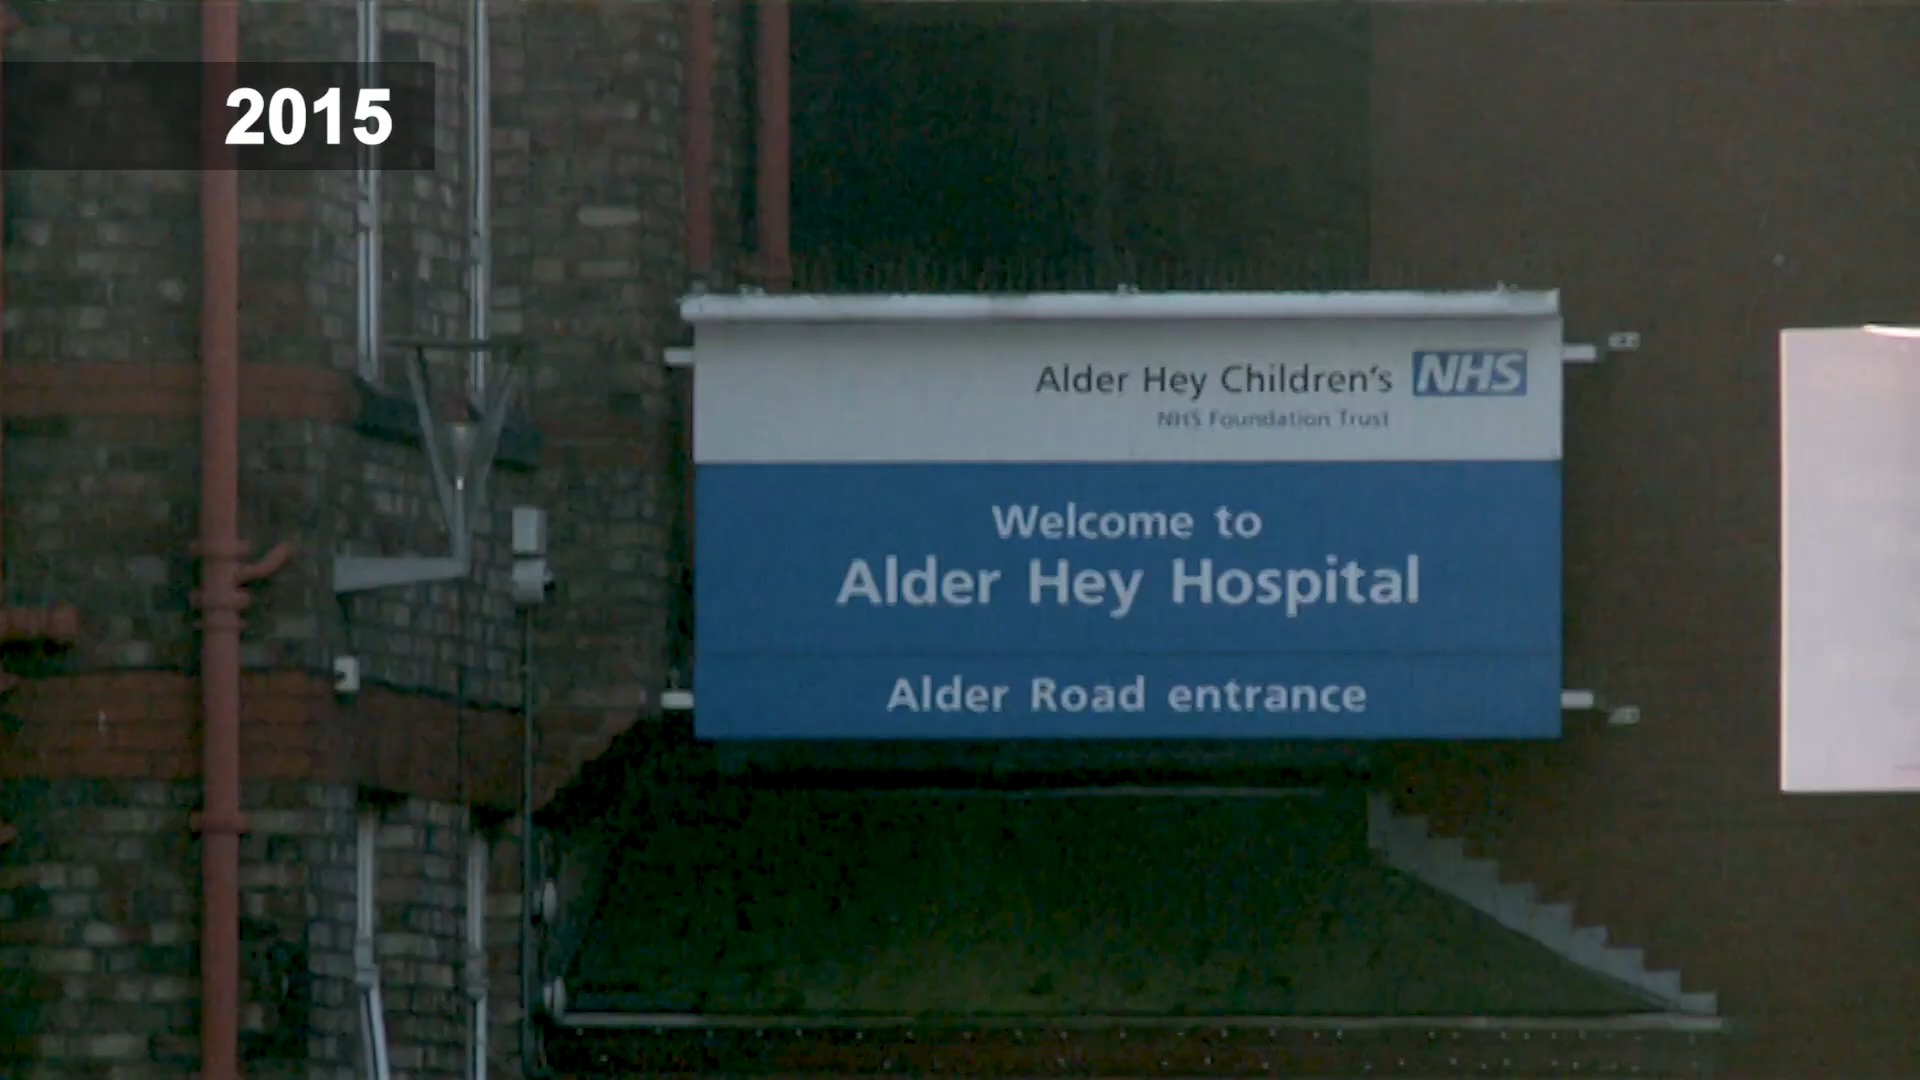 2015
Alder Hey Children's NHS
NHS Foundation Trust
Welcome to
Alder Hey Hospital
Alder Road entrance